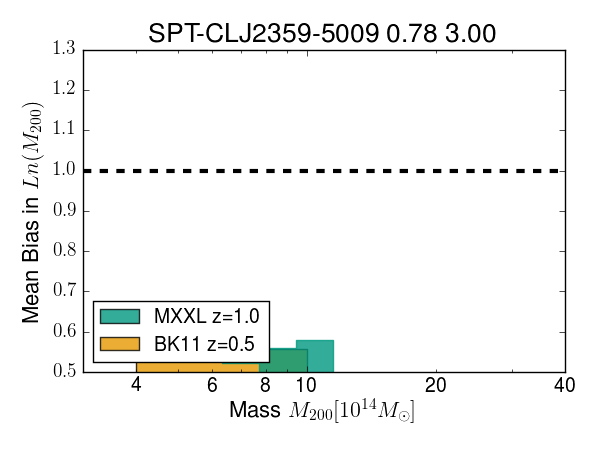 SPT-CLJ2359-5009 0.78 3.00
1.3
1.2
1.1
1.0
0.9
0.8
0.7
0.6
0.5
Mean Bias in Ln(M₂₀₀)
MXXL z=1.0
BK11 z=0.5
4 6 8 10 20 40
Mass M₂₀₀[10¹⁴M☉]